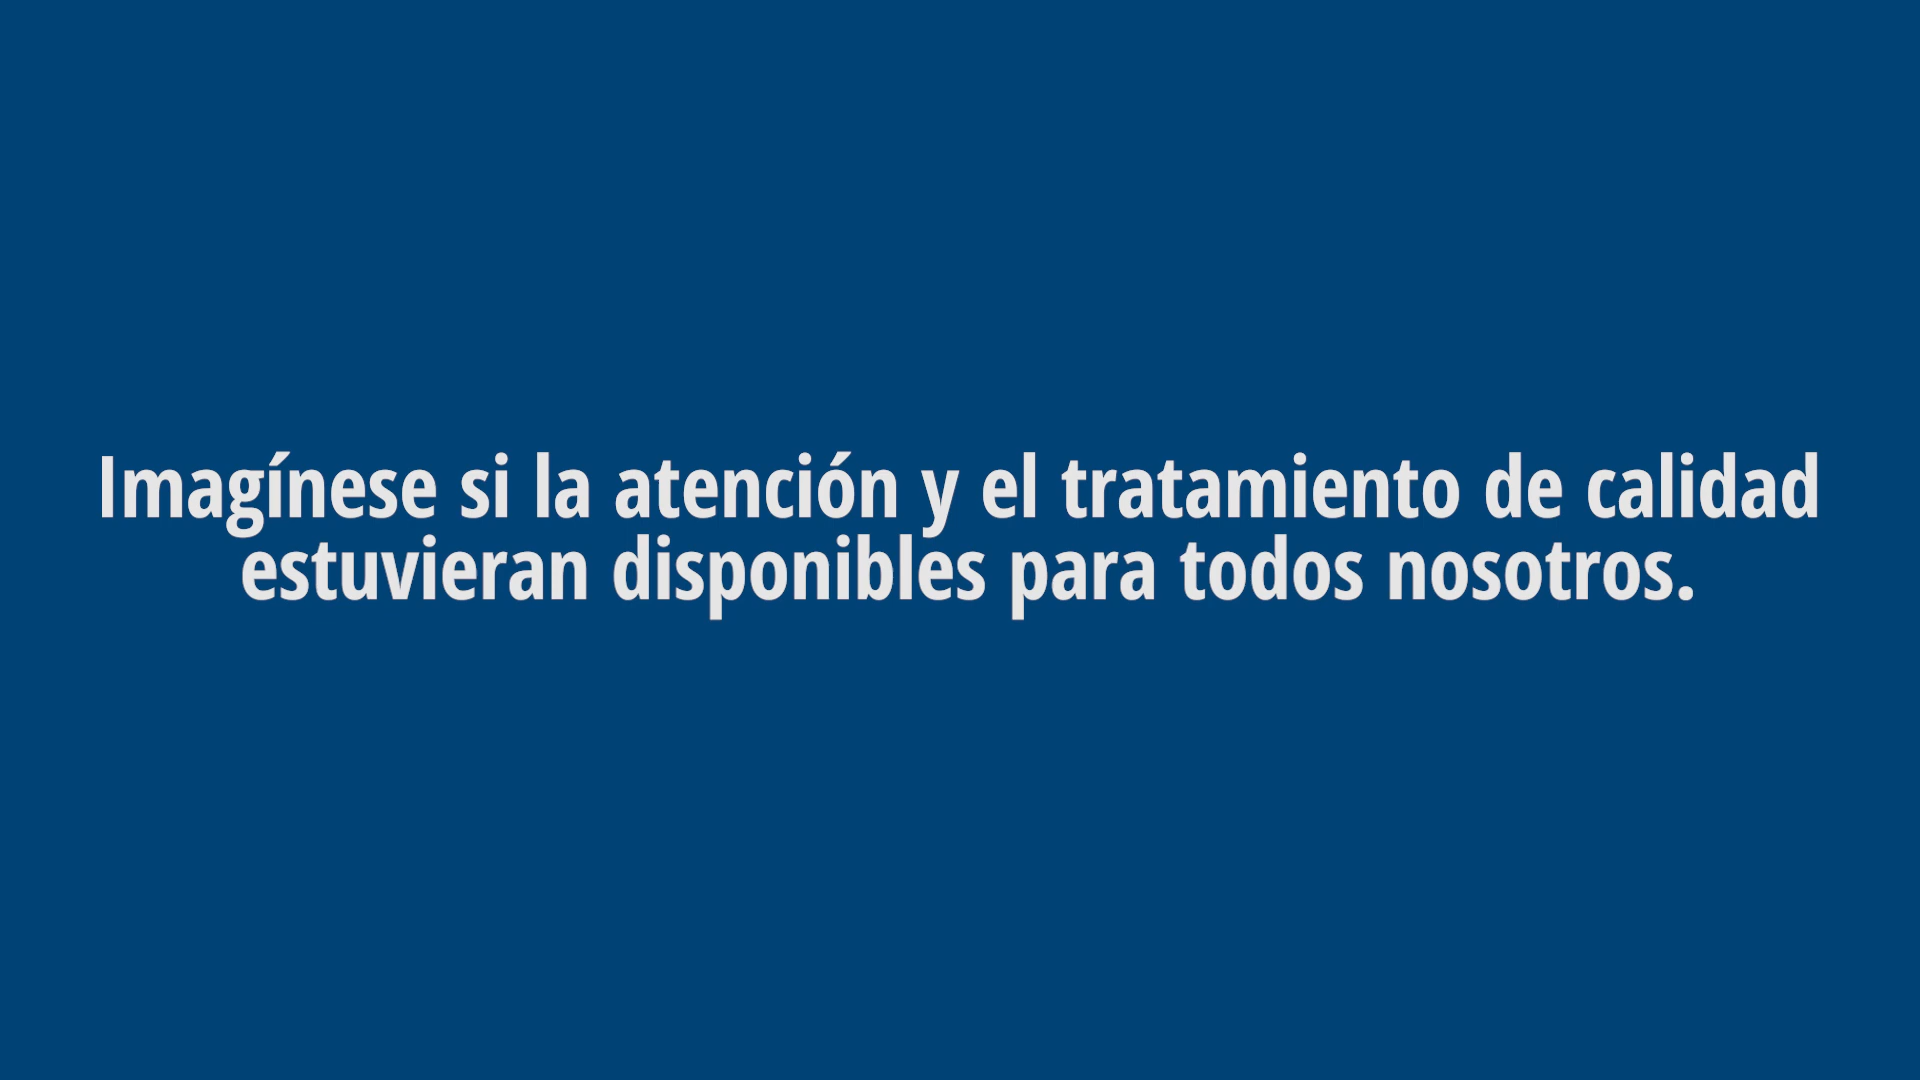 Imagínese si la atención y el tratamiento de calidad
estuvieran disponibles para todos nosotros.